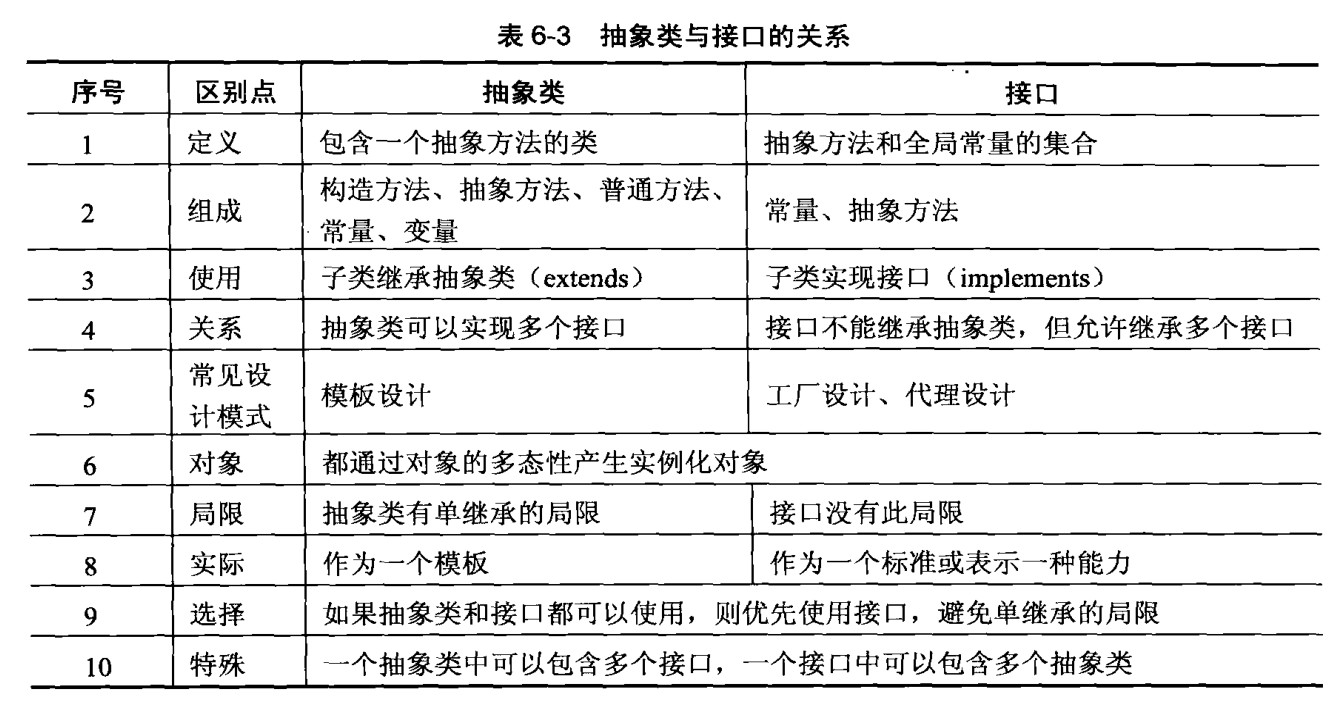 表 6-3 抽象类与接口的关系
序号 区别点 抽象类 接口
1 定义 包含一个抽象方法的类 抽象方法和全局常量的集合
2 组成 构造方法、抽象方法、普通方法、
常量、变量 常量、抽象方法
3 使用 子类继承抽象类（extends） 子类实现接口（implements）
4 关系 抽象类可以实现多个接口 接口不能继承抽象类，但允许继承多个接口
5 常见设
计模式 模板设计 工厂设计、代理设计
6 对象 都通过对象的多态性产生实例化对象
7 局限 抽象类有单继承的局限 接口没有此局限
8 实际 作为一个模板 作为一个标准或表示一种能力
9 选择 如果抽象类和接口都可以使用，则优先使用接口，避免单继承的局限
10 特殊 一个抽象类中可以包含多个接口，一个接口中可以包含多个抽象类